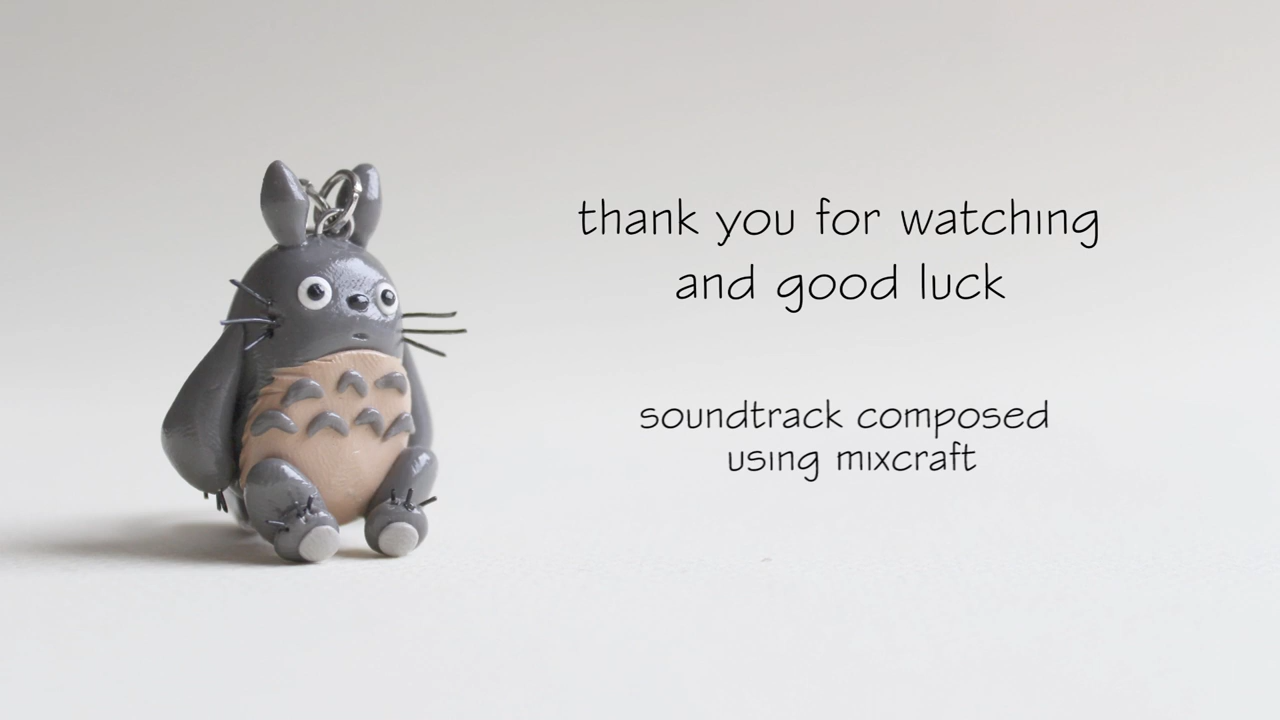 thank you for watching
and good luck
soundtrack composed
using mixcraft